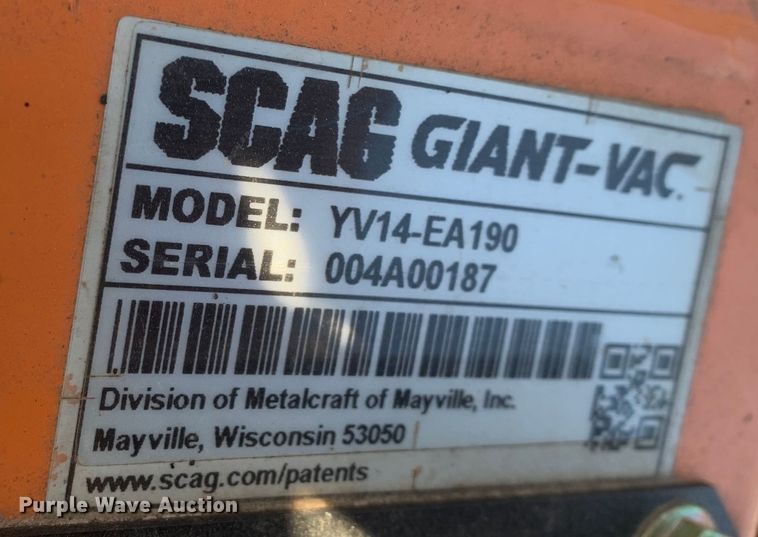 SCAG GIANT-VAC.
MODEL: YV14-EA190
SERIAL: 004A00187
Division of Metalcraft of Mayville, Inc.
Mayville, Wisconsin 53050
www.scag.com/patents
Purple Wave Auction